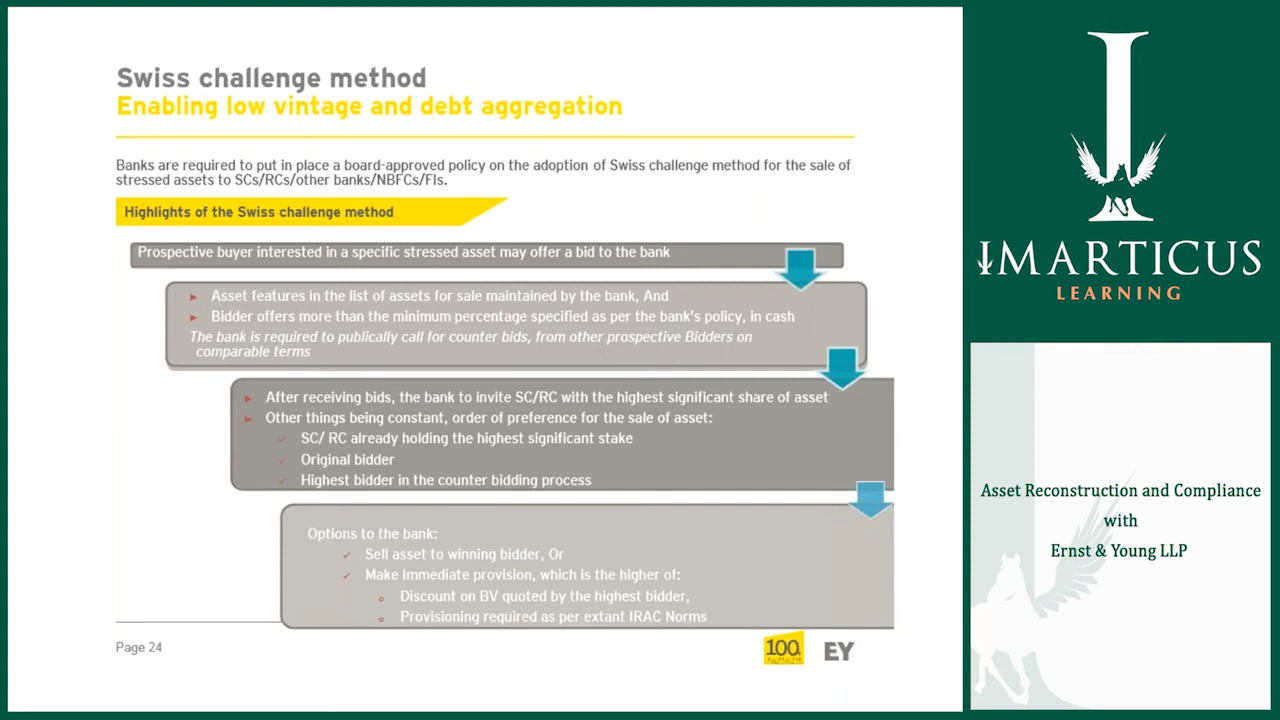 Swiss challenge method
Enabling low vintage and debt aggregation
Banks are required to put in place a board-approved policy on the adoption of Swiss challenge method for the sale of
stressed assets to SCs/RCs/other banks/NBFCs/FIs.
Highlights of the Swiss challenge method
Prospective buyer interested in a specific stressed asset may offer a bid to the bank
► Asset features in the list of assets for sale maintained by the bank, And
► Bidder offers more than the minimum percentage specified as per the bank's policy, in cash
The bank is required to publically call for counter bids, from other prospective Bidders on
comparable terms
► After receiving bids, the bank to invite SC/RC with the highest significant share of asset
► Other things being constant, order of preference for the sale of asset:
✓ SC/ RC already holding the highest significant stake
✓ Original bidder
✓ Highest bidder in the counter bidding process
Options to the bank:
✓ Sell asset to winning bidder, Or
✓ Make Immediate provision, which is the higher of:
o Discount on BV quoted by the highest bidder,
o Provisioning required as per extant IRAC Norms
Page 24
100
EY
IMARTICUS
LEARNING
Asset Reconstruction and Compliance
with
Ernst & Young LLP